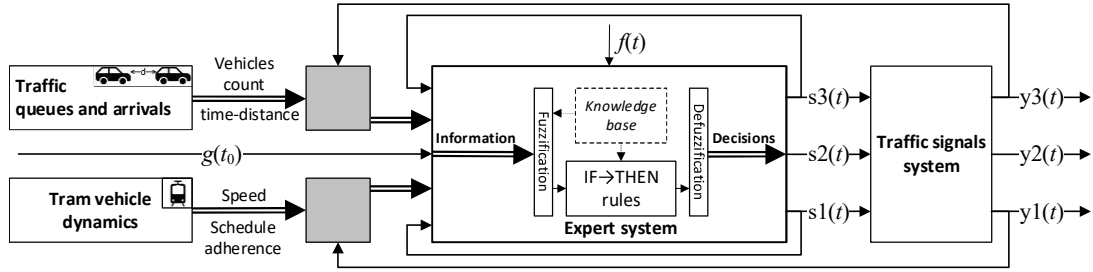 Traffic
queues and arrivals
d
Vehicles
count
time-distance
g(t₀)
Tram vehicle
dynamics
Speed
Schedule
adherence
f(t)
Information
Fuzzification
Knowledge
base
IF→THEN
rules
Defuzzification
Decisions
Expert system
s3(t)
s2(t)
s1(t)
Traffic signals
system
y3(t)
y2(t)
y1(t)